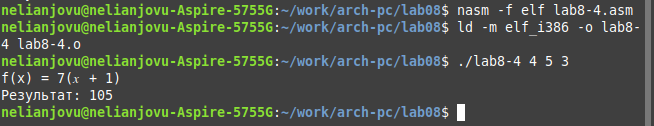 nelianjovu@nelianjovu-Aspire-5755G:~/work/arch-pc/lab08$ nasm -f elf lab8-4.asm
nelianjovu@nelianjovu-Aspire-5755G:~/work/arch-pc/lab08$ ld -m elf_i386 -o lab8-
4 lab8-4.o
nelianjovu@nelianjovu-Aspire-5755G:~/work/arch-pc/lab08$ ./lab8-4 4 5 3
f(x) = 7(𝑥 + 1)
Результат: 105
nelianjovu@nelianjovu-Aspire-5755G:~/work/arch-pc/lab08$